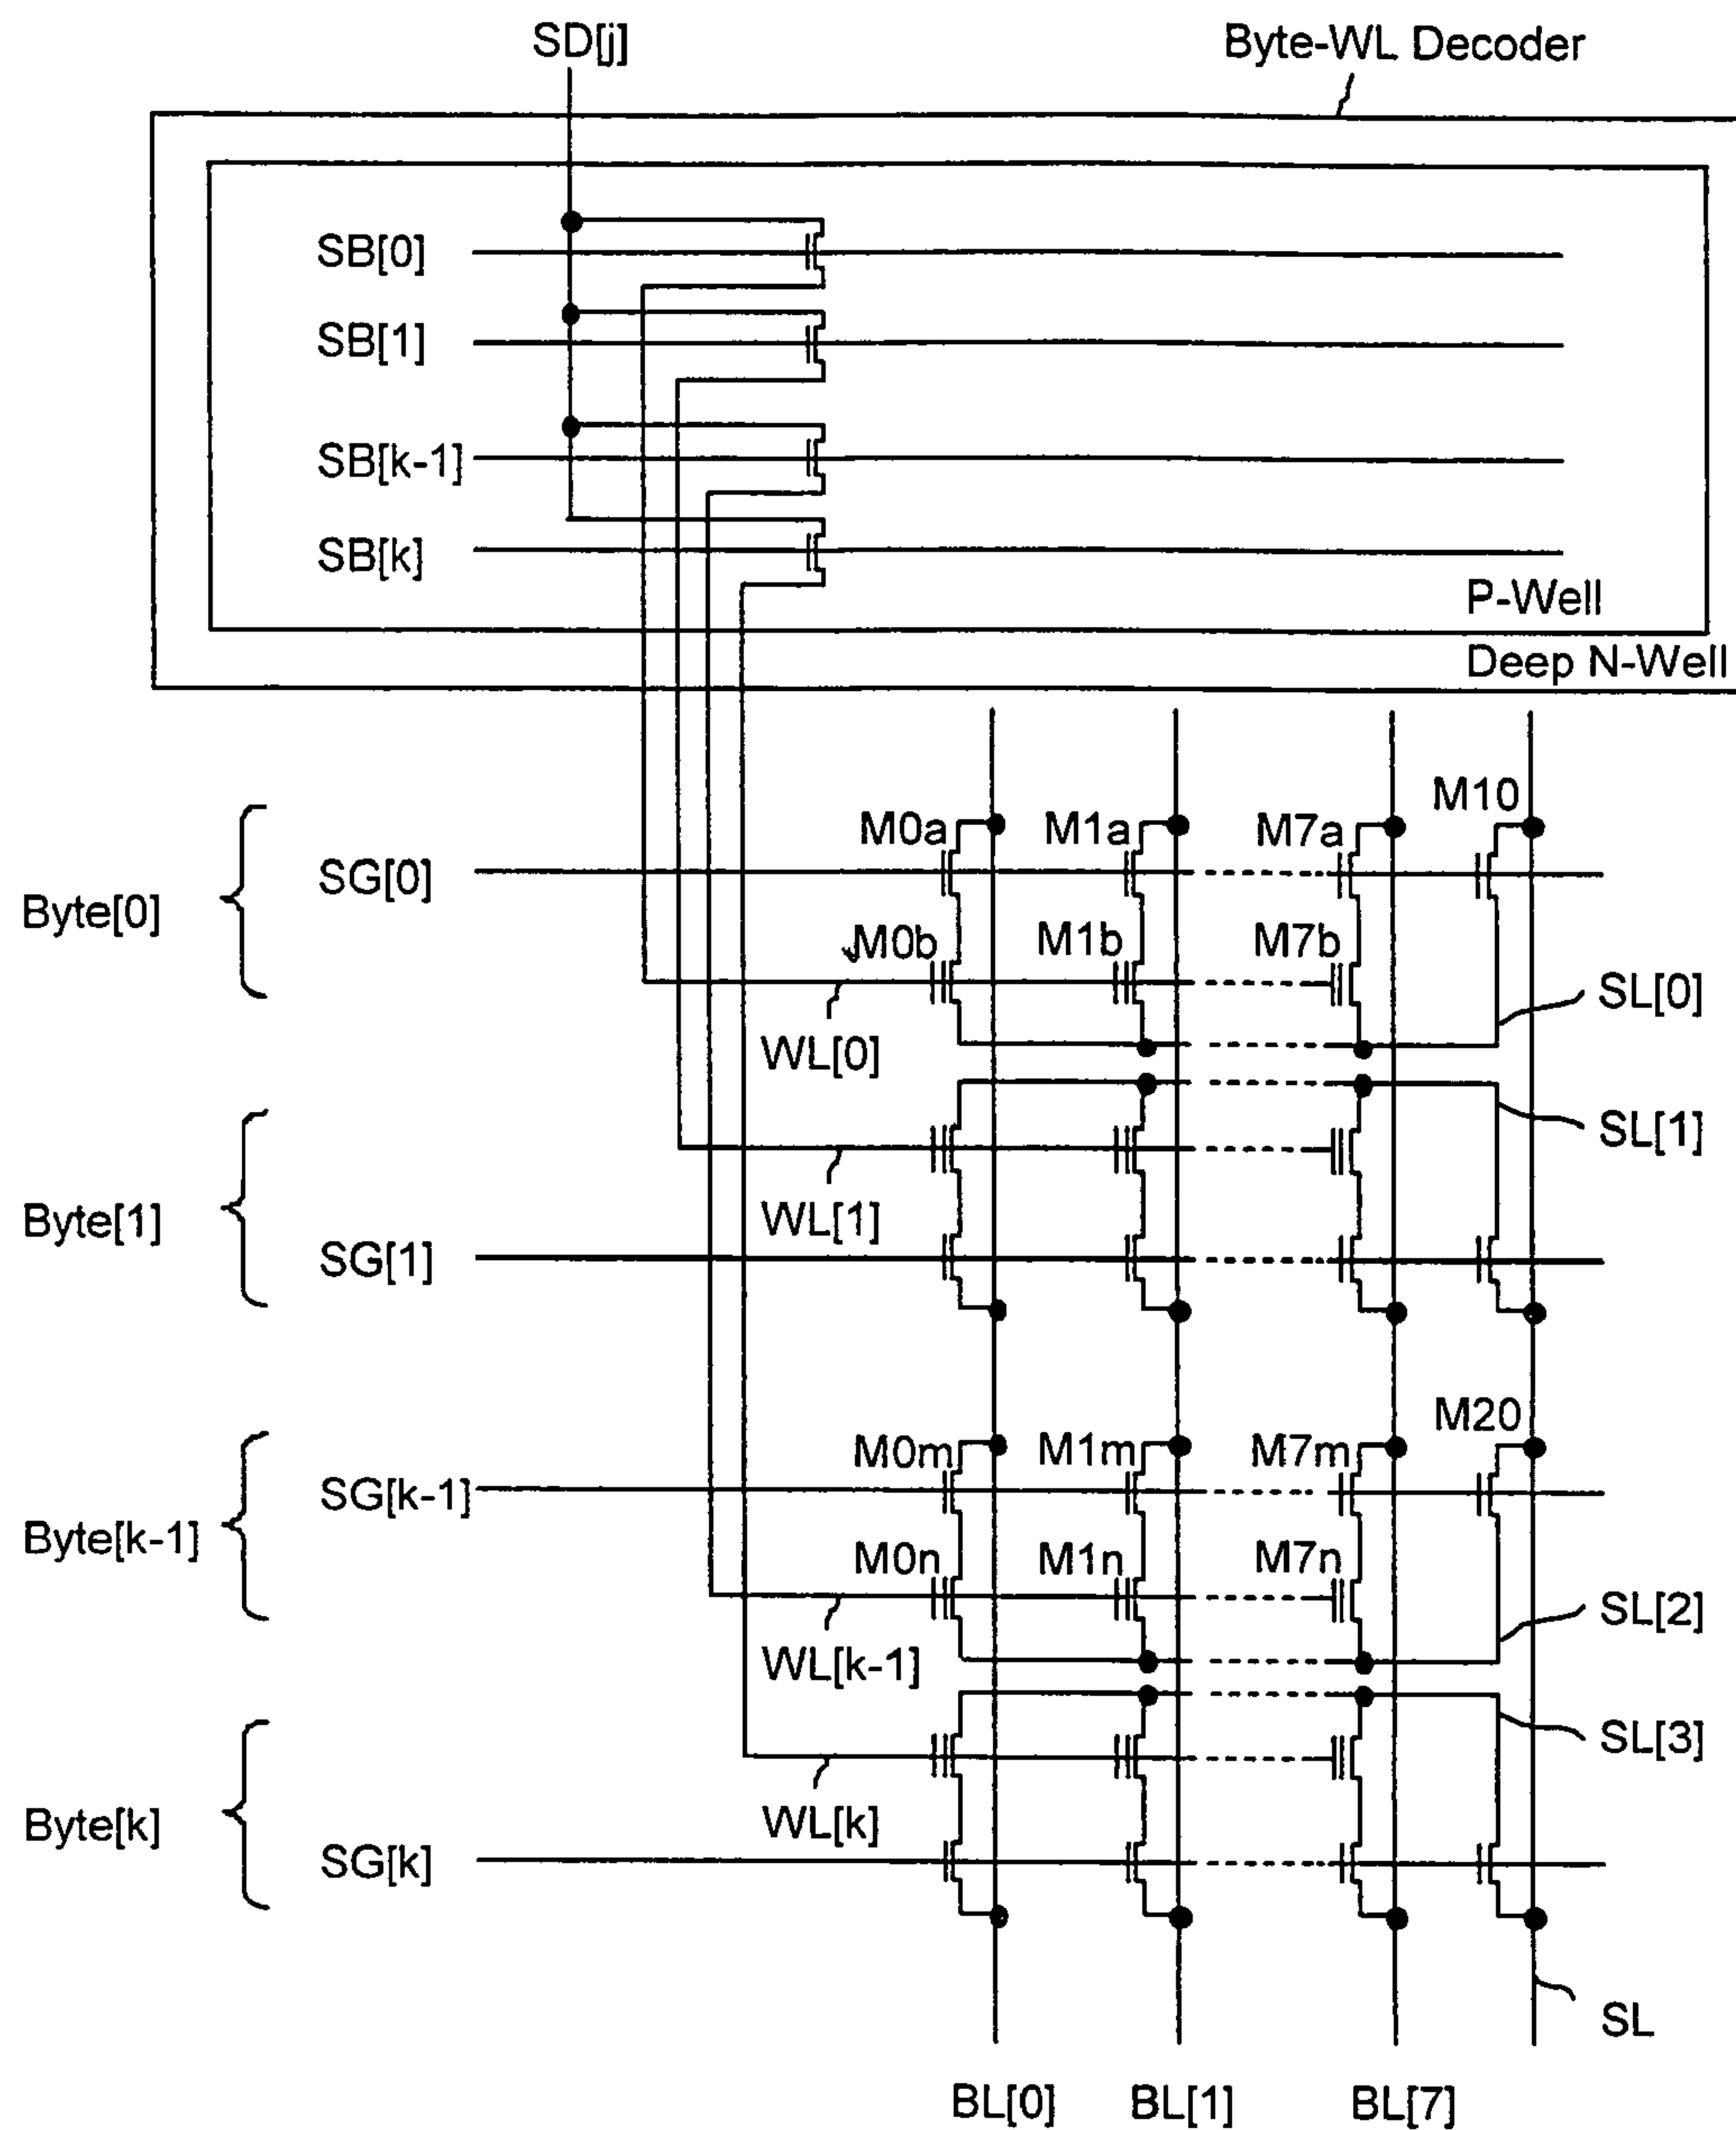 SD[j]
Byte-WL Decoder
SB[0]
SB[1]
SB[k-1]
SB[k]
P-Well
Deep N-Well
M10
M0a
M1a
M7a
SG[0]
Byte[0]
M0b
M1b
M7b
SL[0]
WL[0]
SL[1]
WL[1]
Byte[1]
SG[1]
M20
M0m
M1m
M7m
SG[k-1]
Byte[k-1]
M0n
M1n
M7n
SL[2]
WL[k-1]
SL[3]
WL[k]
Byte[k]
SG[k]
SL
BL[0]
BL[1]
BL[7]